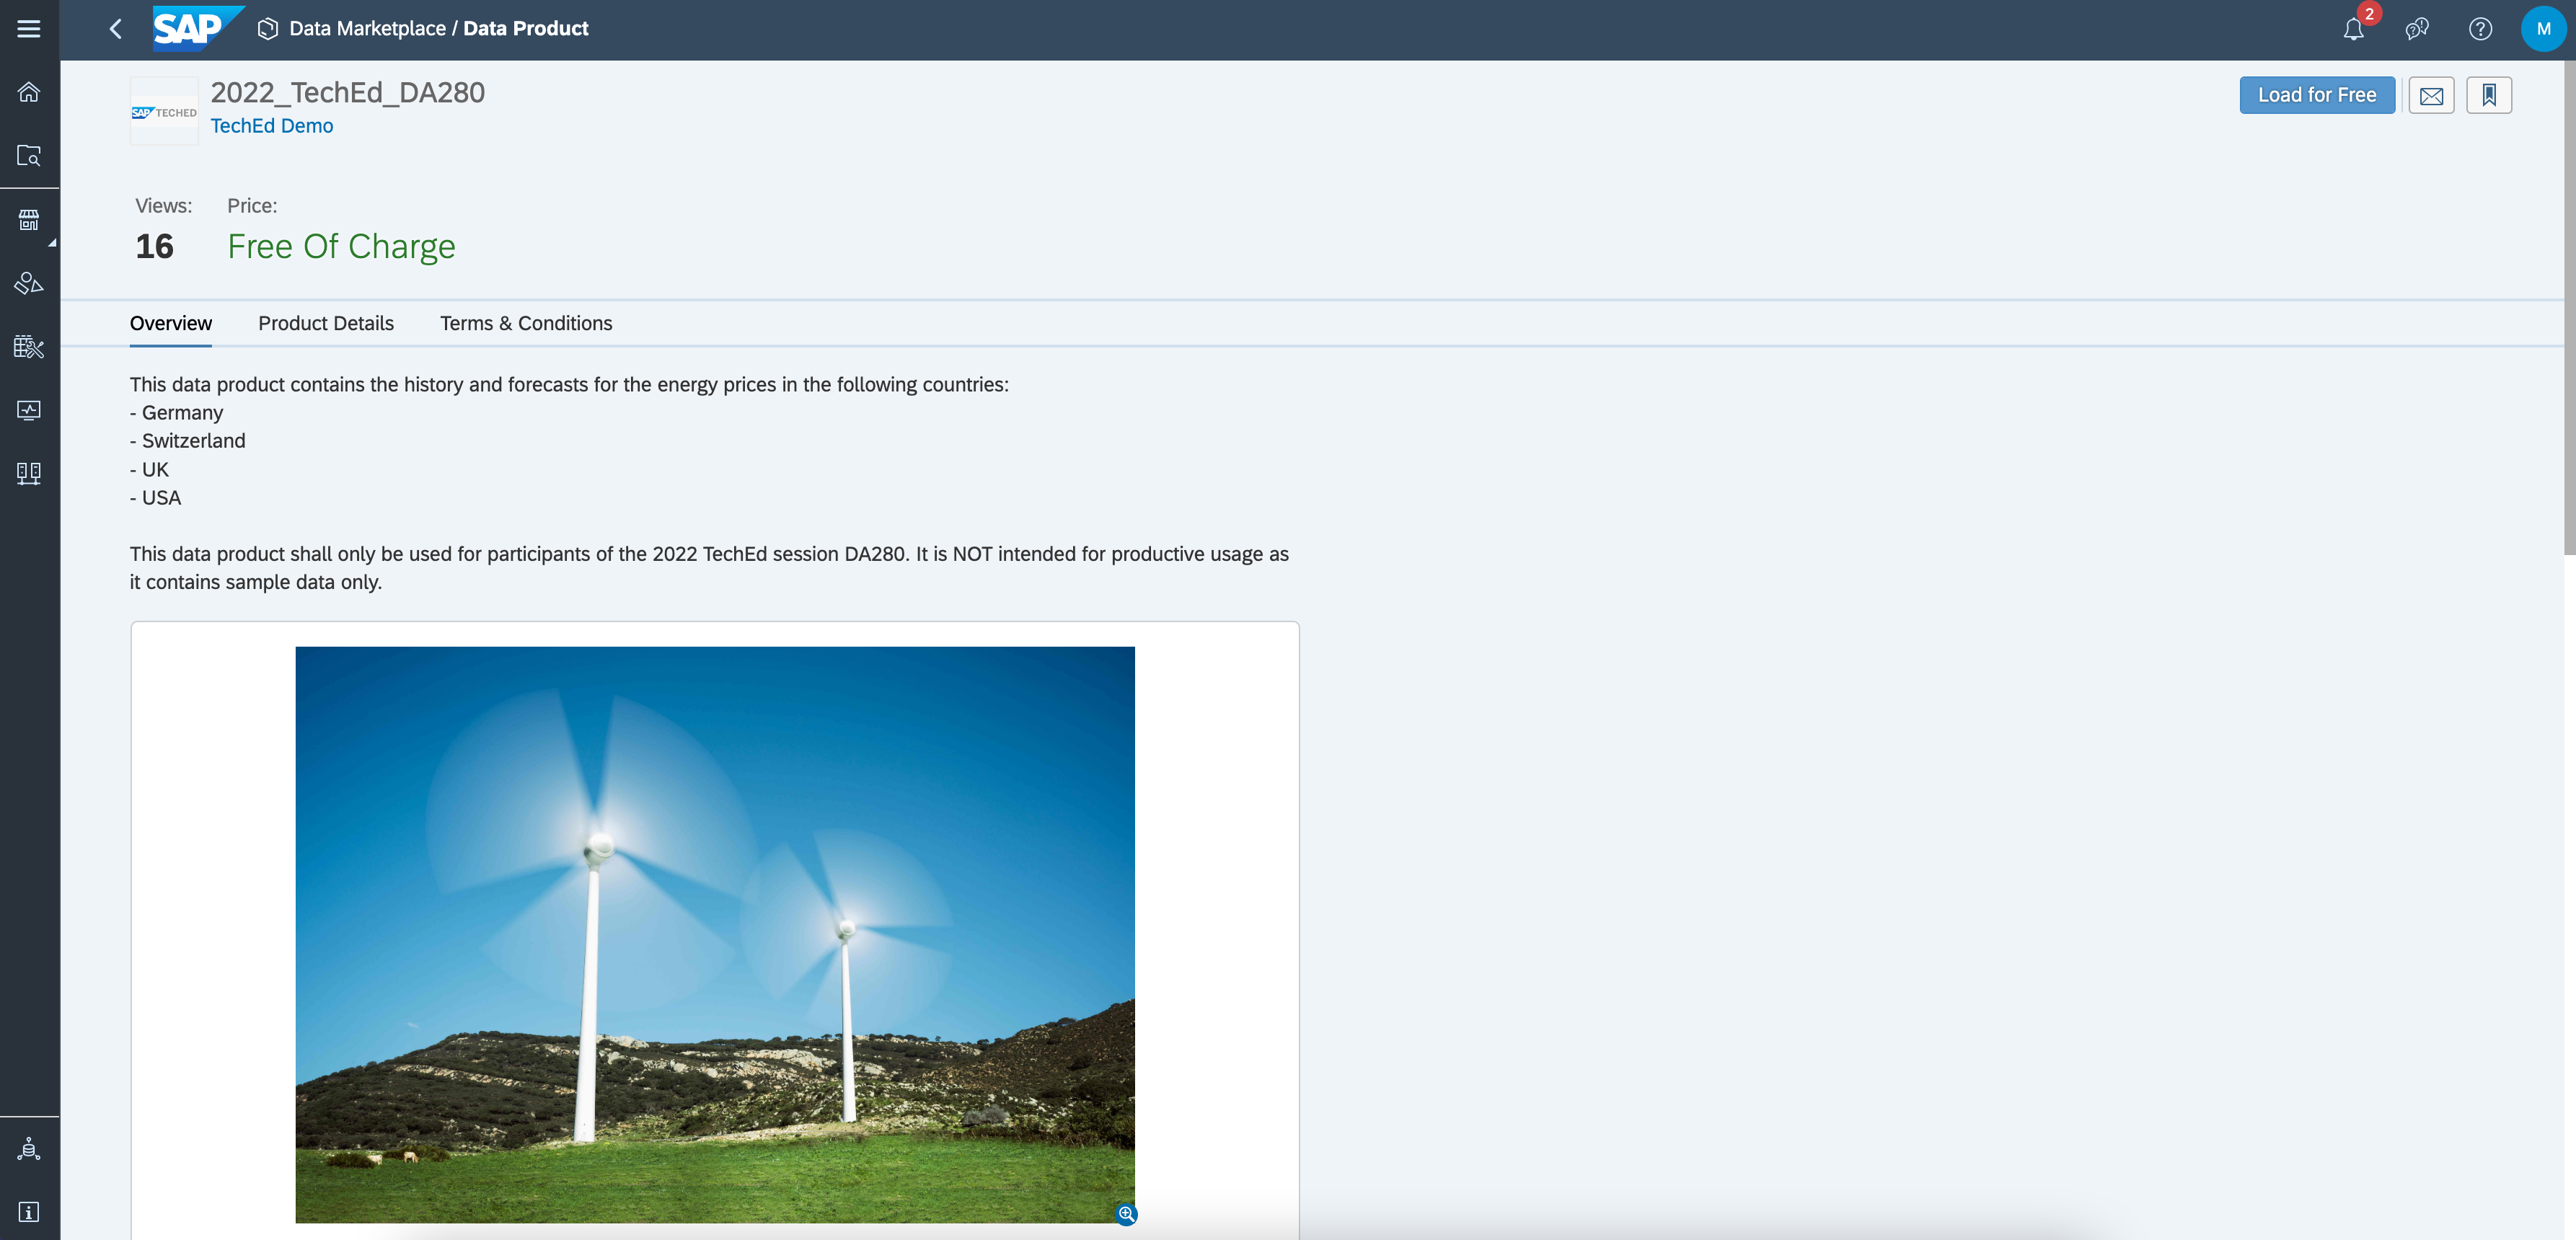 SAP Data Marketplace / Data Product
2
M
SAP TECHED
2022_TechEd_DA280
TechEd Demo
Load for Free
Views:
Price:
16
Free Of Charge
Overview
Product Details
Terms & Conditions
This data product contains the history and forecasts for the energy prices in the following countries:
- Germany
- Switzerland
- UK
- USA
This data product shall only be used for participants of the 2022 TechEd session DA280. It is NOT intended for productive usage as
it contains sample data only.